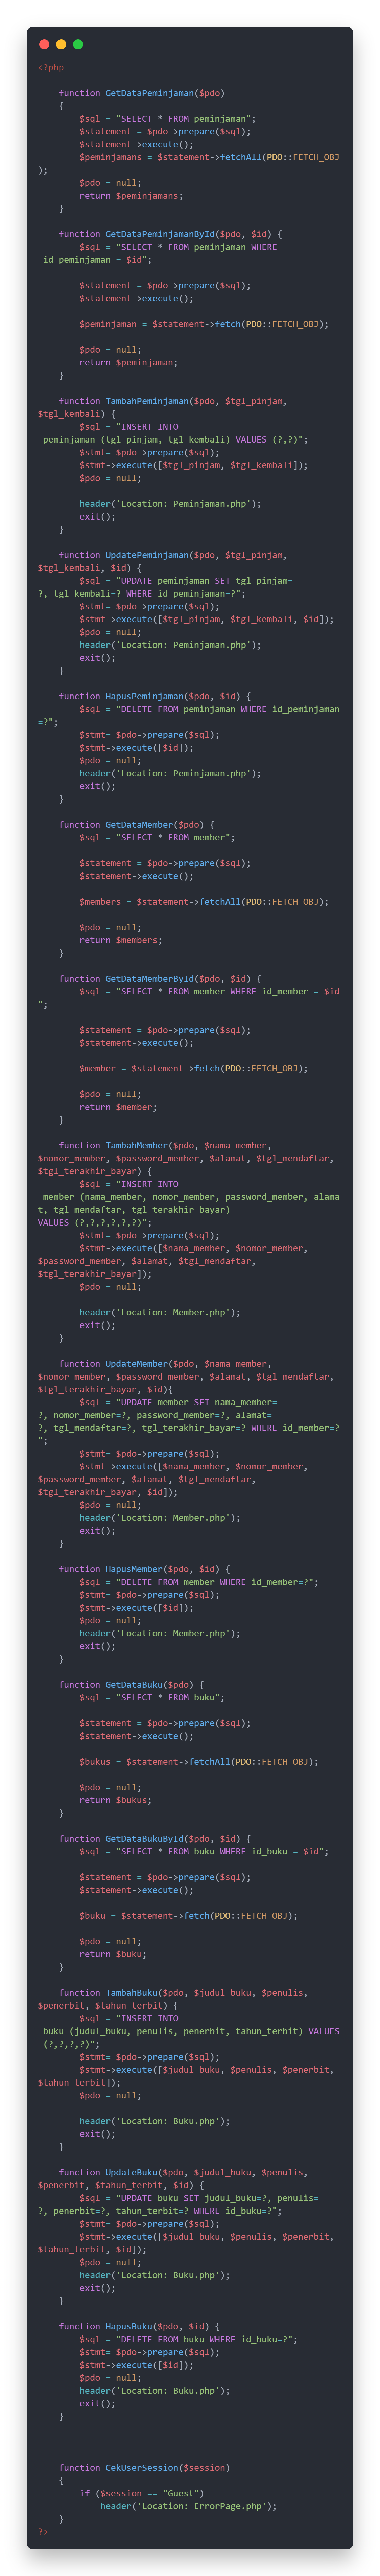 <?php
function GetDataPeminjaman($pdo)
{
$sql = "SELECT * FROM peminjaman";
$statement = $pdo->prepare($sql);
$statement->execute();
$peminjamans = $statement->fetchAll(PDO::FETCH_OBJ
);
$pdo = null;
return $peminjamans;
}
function GetDataPeminjamanById($pdo, $id) {
$sql = "SELECT * FROM peminjaman WHERE
id_peminjaman = $id";
$statement = $pdo->prepare($sql);
$statement->execute();
$peminjaman = $statement->fetch(PDO::FETCH_OBJ);
$pdo = null;
return $peminjaman;
}
function TambahPeminjaman($pdo, $tgl_pinjam,
$tgl_kembali) {
$sql = "INSERT INTO
peminjaman (tgl_pinjam, tgl_kembali) VALUES (?,?)";
$stmt= $pdo->prepare($sql);
$stmt->execute([$tgl_pinjam, $tgl_kembali]);
$pdo = null;
header('Location: Peminjaman.php');
exit();
}
function UpdatePeminjaman($pdo, $tgl_pinjam,
$tgl_kembali, $id) {
$sql = "UPDATE peminjaman SET tgl_pinjam=
?, tgl_kembali=? WHERE id_peminjaman=?";
$stmt= $pdo->prepare($sql);
$stmt->execute([$tgl_pinjam, $tgl_kembali, $id]);
$pdo = null;
header('Location: Peminjaman.php');
exit();
}
function HapusPeminjaman($pdo, $id) {
$sql = "DELETE FROM peminjaman WHERE id_peminjaman
=?";
$stmt= $pdo->prepare($sql);
$stmt->execute([$id]);
$pdo = null;
header('Location: Peminjaman.php');
exit();
}
function GetDataMember($pdo) {
$sql = "SELECT * FROM member";
$statement = $pdo->prepare($sql);
$statement->execute();
$members = $statement->fetchAll(PDO::FETCH_OBJ);
$pdo = null;
return $members;
}
function GetDataMemberById($pdo, $id) {
$sql = "SELECT * FROM member WHERE id_member = $id
";
$statement = $pdo->prepare($sql);
$statement->execute();
$member = $statement->fetch(PDO::FETCH_OBJ);
$pdo = null;
return $member;
}
function TambahMember($pdo, $nama_member,
$nomor_member, $password_member, $alamat, $tgl_mendaftar,
$tgl_terakhir_bayar) {
$sql = "INSERT INTO
member (nama_member, nomor_member, password_member, alama
t, tgl_mendaftar, tgl_terakhir_bayar)
VALUES (?,?,?,?,?,?)";
$stmt= $pdo->prepare($sql);
$stmt->execute([$nama_member, $nomor_member,
$password_member, $alamat, $tgl_mendaftar,
$tgl_terakhir_bayar]);
$pdo = null;
header('Location: Member.php');
exit();
}
function UpdateMember($pdo, $nama_member,
$nomor_member, $password_member, $alamat, $tgl_mendaftar,
$tgl_terakhir_bayar, $id){
$sql = "UPDATE member SET nama_member=
?, nomor_member=?, password_member=?, alamat=
?, tgl_mendaftar=?, tgl_terakhir_bayar=? WHERE id_member=?
";
$stmt= $pdo->prepare($sql);
$stmt->execute([$nama_member, $nomor_member,
$password_member, $alamat, $tgl_mendaftar,
$tgl_terakhir_bayar, $id]);
$pdo = null;
header('Location: Member.php');
exit();
}
function HapusMember($pdo, $id) {
$sql = "DELETE FROM member WHERE id_member=?";
$stmt= $pdo->prepare($sql);
$stmt->execute([$id]);
$pdo = null;
header('Location: Member.php');
exit();
}
function GetDataBuku($pdo) {
$sql = "SELECT * FROM buku";
$statement = $pdo->prepare($sql);
$statement->execute();
$bukus = $statement->fetchAll(PDO::FETCH_OBJ);
$pdo = null;
return $bukus;
}
function GetDataBukuById($pdo, $id) {
$sql = "SELECT * FROM buku WHERE id_buku = $id";
$statement = $pdo->prepare($sql);
$statement->execute();
$buku = $statement->fetch(PDO::FETCH_OBJ);
$pdo = null;
return $buku;
}
function TambahBuku($pdo, $judul_buku, $penulis,
$penerbit, $tahun_terbit) {
$sql = "INSERT INTO
buku (judul_buku, penulis, penerbit, tahun_terbit) VALUES
(?,?,?,?)";
$stmt= $pdo->prepare($sql);
$stmt->execute([$judul_buku, $penulis, $penerbit,
$tahun_terbit]);
$pdo = null;
header('Location: Buku.php');
exit();
}
function UpdateBuku($pdo, $judul_buku, $penulis,
$penerbit, $tahun_terbit, $id) {
$sql = "UPDATE buku SET judul_buku=?, penulis=
?, penerbit=?, tahun_terbit=? WHERE id_buku=?";
$stmt= $pdo->prepare($sql);
$stmt->execute([$judul_buku, $penulis, $penerbit,
$tahun_terbit, $id]);
$pdo = null;
header('Location: Buku.php');
exit();
}
function HapusBuku($pdo, $id) {
$sql = "DELETE FROM buku WHERE id_buku=?";
$stmt= $pdo->prepare($sql);
$stmt->execute([$id]);
$pdo = null;
header('Location: Buku.php');
exit();
}
function CekUserSession($session)
{
if ($session == "Guest")
header('Location: ErrorPage.php');
}
?>